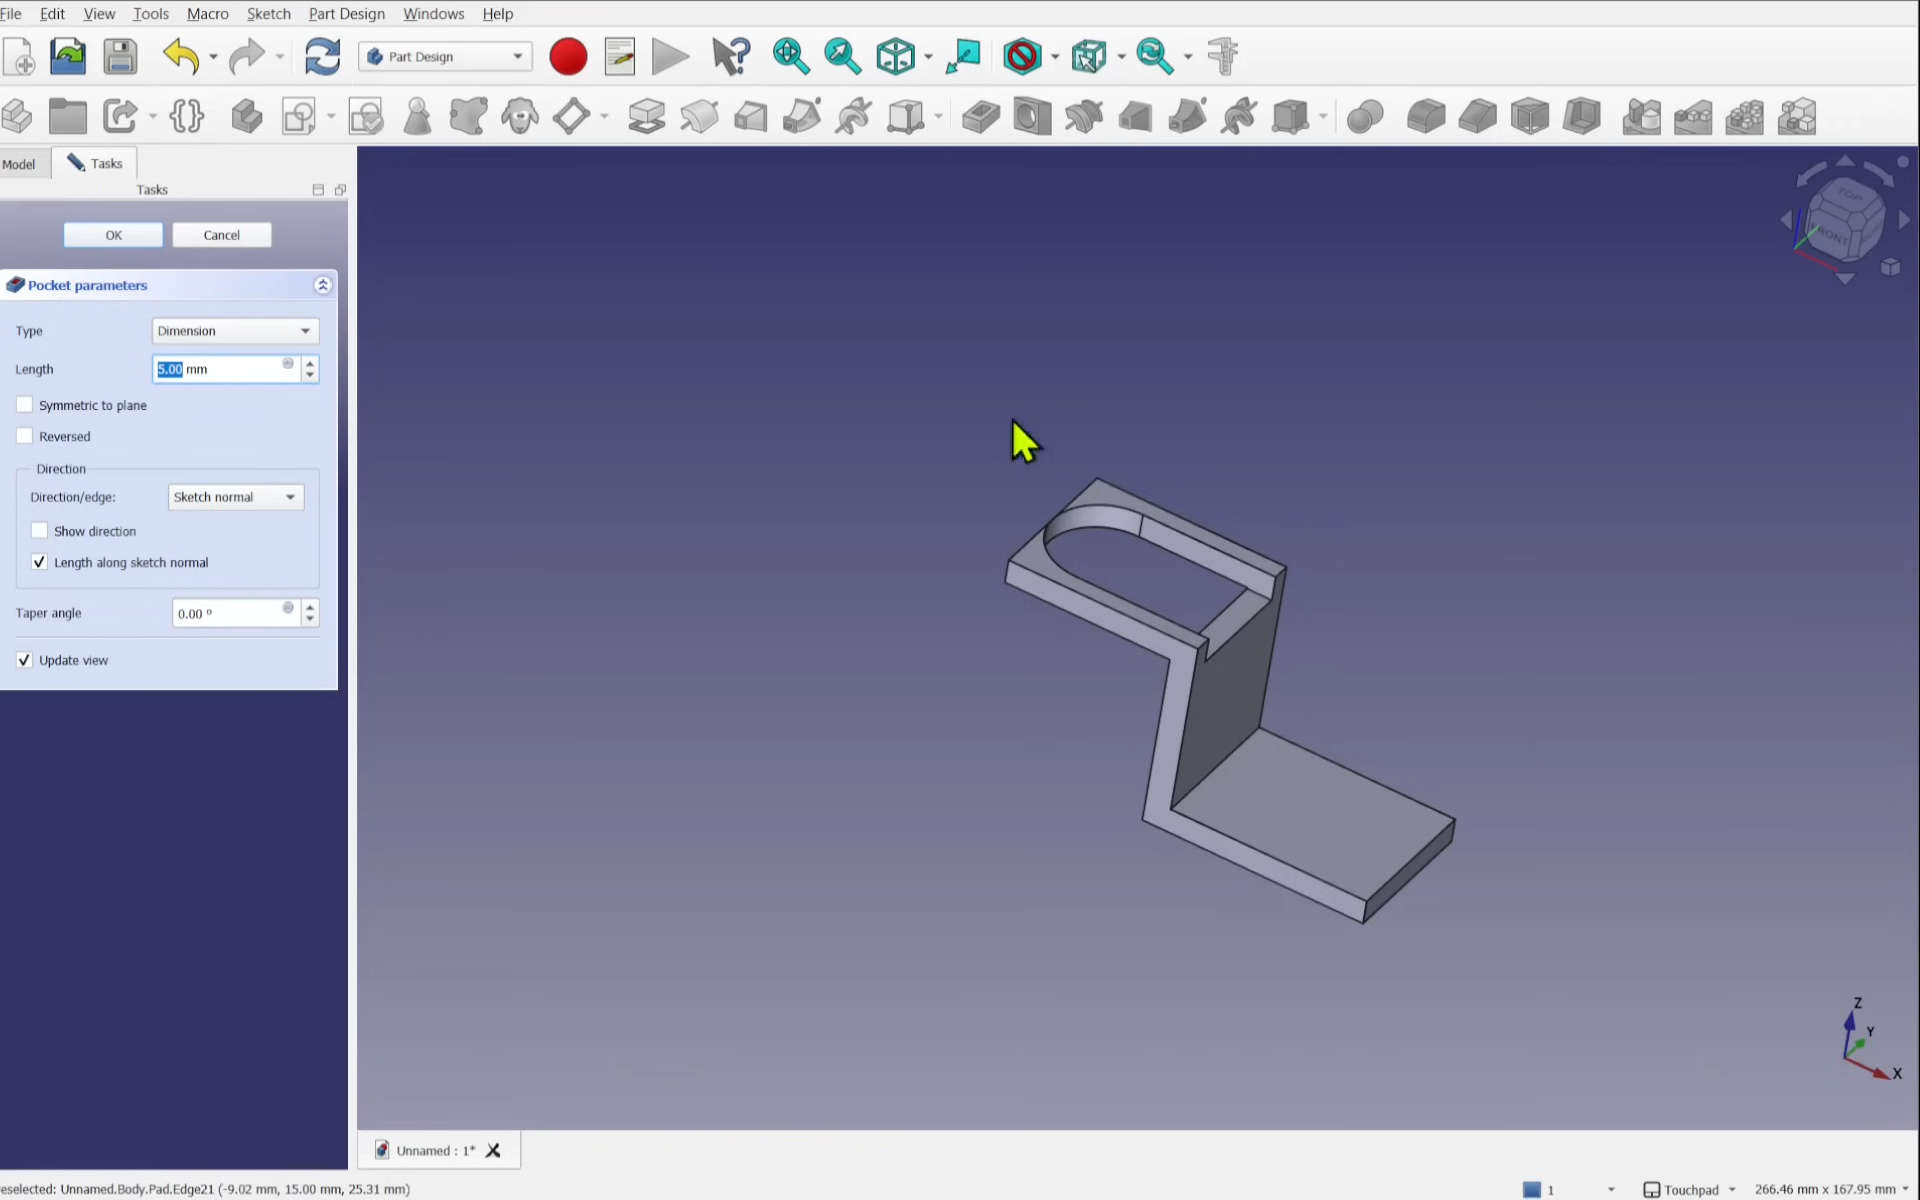 File Edit View Tools Macro Sketch Part Design Windows Help
Part Design
Model Tasks
Tasks
OK Cancel
Pocket parameters
Type Dimension
Length 5.00 mm
Symmetric to plane
Reversed
Direction
Direction/edge: Sketch normal
Show direction
Length along sketch normal
Taper angle 0.00 °
Update view
TOP
FRONT
Z
Y
X
Unnamed : 1*
eselected: Unnamed.Body.Pad.Edge21 (-9.02 mm, 15.00 mm, 25.31 mm) 1 Touchpad 266.46 mm x 167.95 mm